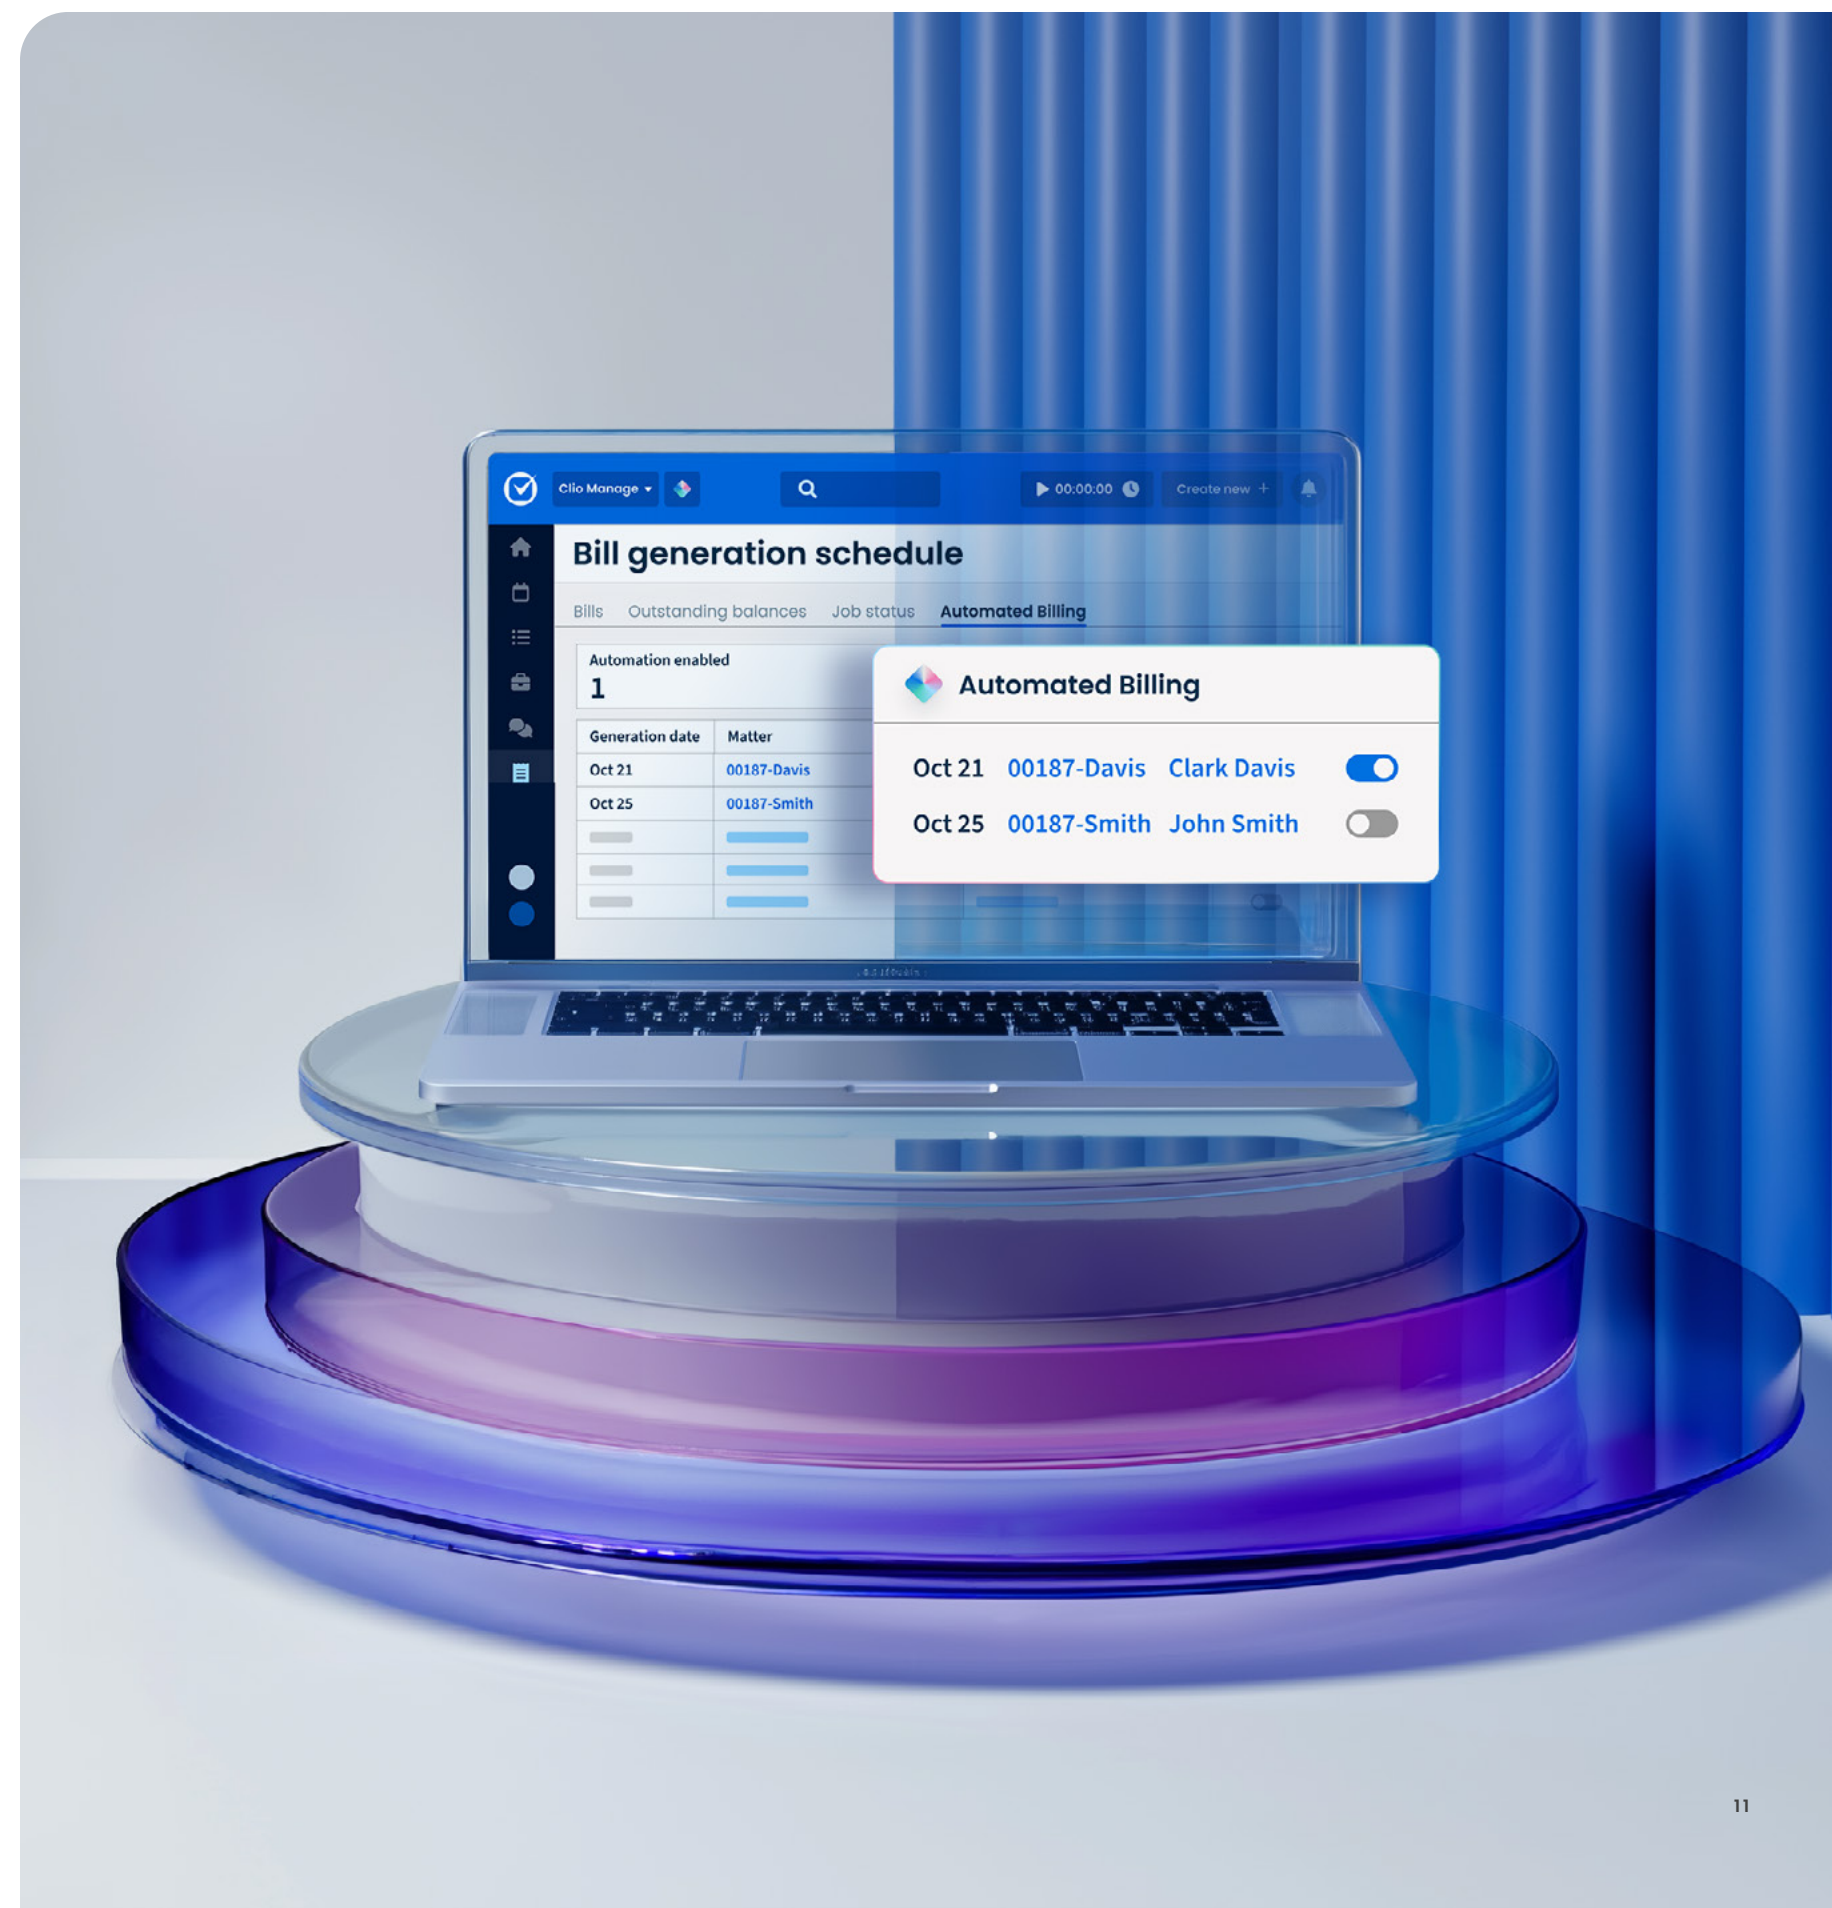 Clio Manage
00:00:00
Create new +
Bill generation schedule
Bills Outstanding balances Job status Automated Billing
Automation enabled
1
Generation date Matter
Oct 21 00187-Davis
Oct 25 00187-Smith
Automated Billing
Oct 21 00187-Davis Clark Davis
Oct 25 00187-Smith John Smith
11